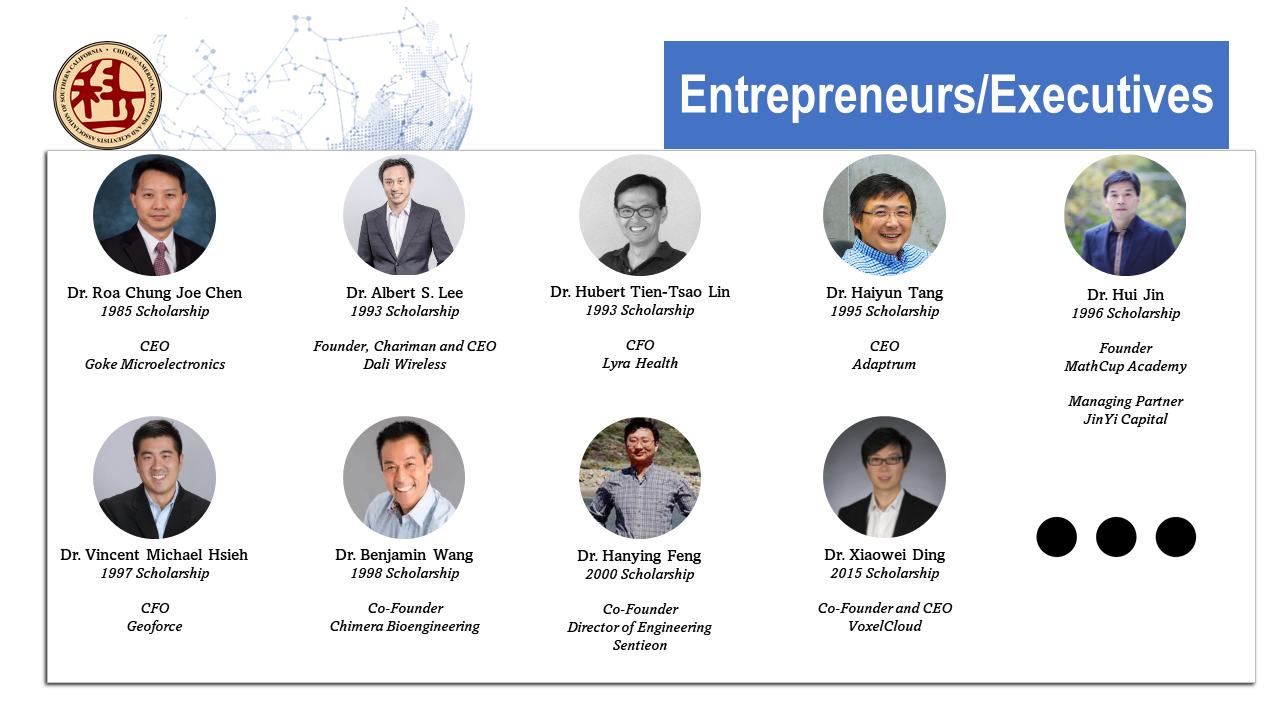 CHINESE-AMERICAN ENGINEERS AND SCIENTISTS ASSOCIATION OF SOUTHERN CALIFORNIA •
科
Entrepreneurs/Executives
Dr. Roa Chung Joe Chen
1985 Scholarship
CEO
Goke Microelectronics
Dr. Albert S. Lee
1993 Scholarship
Founder, Chariman and CEO
Dali Wireless
Dr. Hubert Tien-Tsao Lin
1993 Scholarship
CFO
Lyra Health
Dr. Haiyun Tang
1995 Scholarship
CEO
Adaptrum
Dr. Hui Jin
1996 Scholarship
Founder
MathCup Academy
Managing Partner
JinYi Capital
Dr. Vincent Michael Hsieh
1997 Scholarship
CFO
Geoforce
Dr. Benjamin Wang
1998 Scholarship
Co-Founder
Chimera Bioengineering
Dr. Hanying Feng
2000 Scholarship
Co-Founder
Director of Engineering
Sentieon
Dr. Xiaowei Ding
2015 Scholarship
Co-Founder and CEO
VoxelCloud